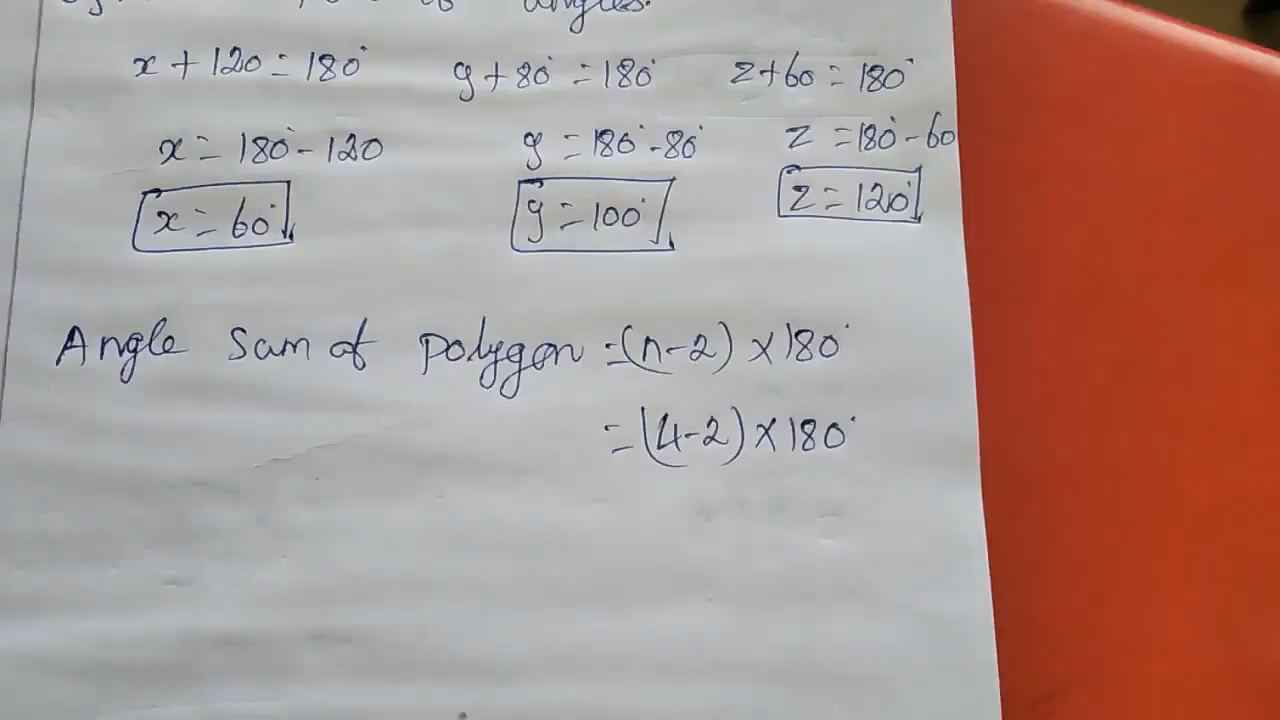 angles.
x + 120 = 180° y + 80° = 180° z + 60 = 180°
x = 180° - 120 y = 180° - 80° z = 180° - 60
x = 60° y = 100° z = 120°
Angle Sum of polygon = (n-2) × 180°
= (4-2) × 180°